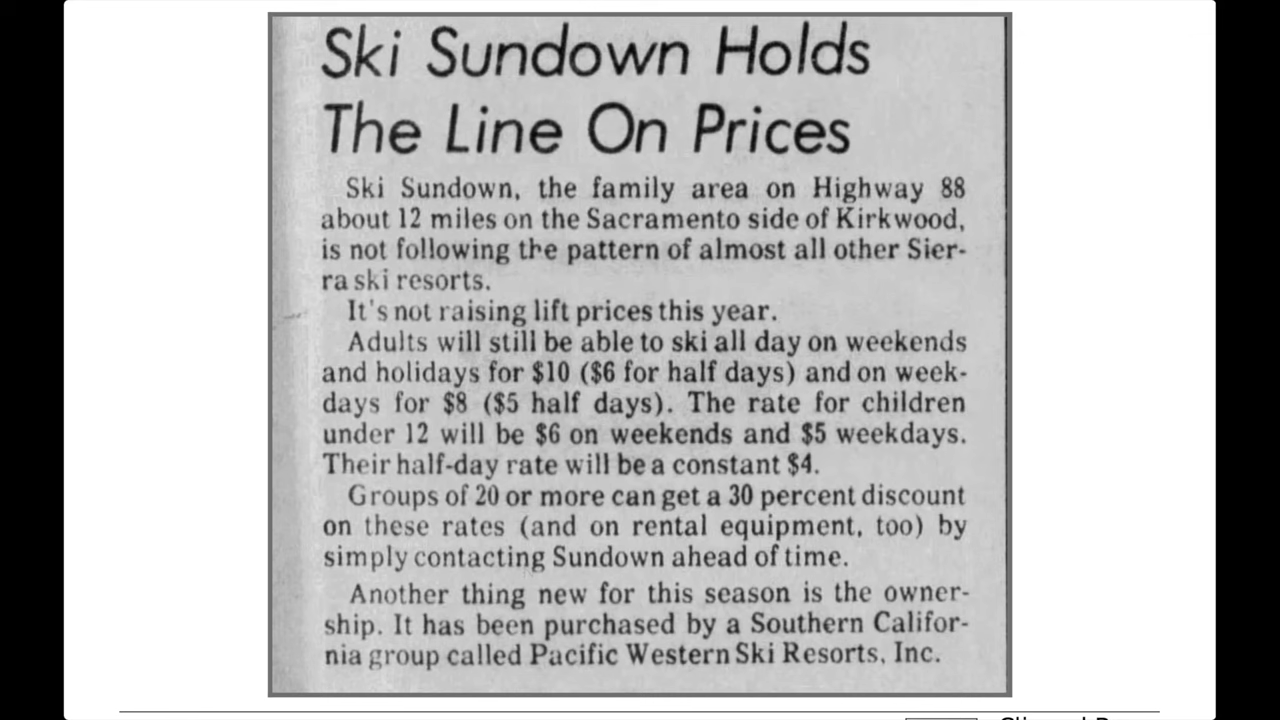 Ski Sundown Holds
The Line On Prices
Ski Sundown, the family area on Highway 88
about 12 miles on the Sacramento side of Kirkwood,
is not following the pattern of almost all other Sier-
ra ski resorts.
It's not raising lift prices this year.
Adults will still be able to ski all day on weekends
and holidays for $10 ($6 for half days) and on week-
days for $8 ($5 half days). The rate for children
under 12 will be $6 on weekends and $5 weekdays.
Their half-day rate will be a constant $4.
Groups of 20 or more can get a 30 percent discount
on these rates (and on rental equipment, too) by
simply contacting Sundown ahead of time.
Another thing new for this season is the owner-
ship. It has been purchased by a Southern Califor-
nia group called Pacific Western Ski Resorts, Inc.